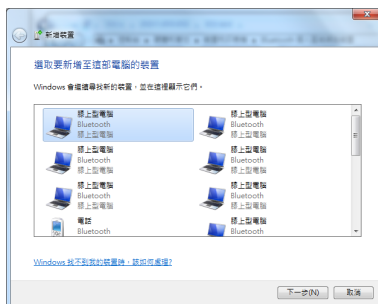 新增裝置
選取要新增至這部電腦的裝置
Windows 會繼續尋找新的裝置，並在這裡顯示它們。
膝上型電腦
Bluetooth
膝上型電腦
膝上型電腦
Bluetooth
膝上型電腦
膝上型電腦
Bluetooth
膝上型電腦
膝上型電腦
Bluetooth
膝上型電腦
膝上型電腦
Bluetooth
膝上型電腦
膝上型電腦
Bluetooth
膝上型電腦
電話
Bluetooth
膝上型電腦
Bluetooth
Windows 找不到我的裝置時，該如何處理?
下一步(N)
取消